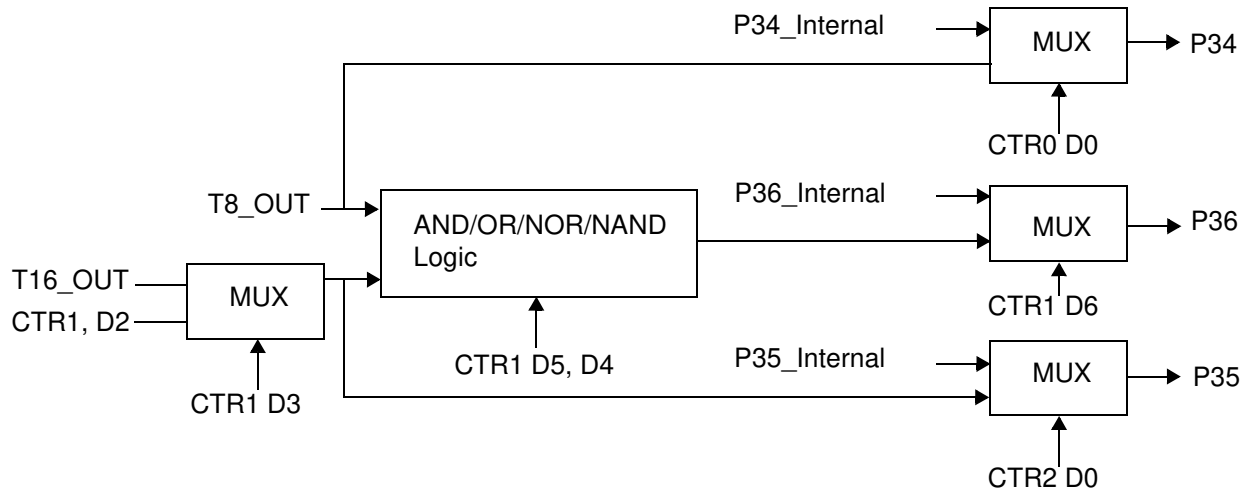 P34_Internal
MUX
P34
CTR0 D0
T8_OUT
AND/OR/NOR/NAND
Logic
P36_Internal
MUX
P36
CTR1 D6
T16_OUT
CTR1, D2
MUX
CTR1 D3
CTR1 D5, D4
P35_Internal
MUX
P35
CTR2 D0